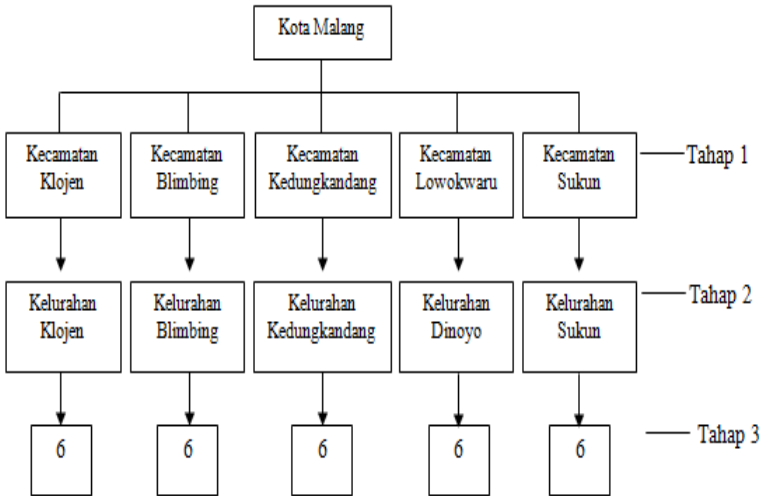 Kota Malang
Kecamatan
Klojen
Kecamatan
Blimbing
Kecamatan
Kedungkandang
Kecamatan
Lowokwaru
Kecamatan
Sukun
Tahap 1
Kelurahan
Klojen
Kelurahan
Blimbing
Kelurahan
Kedungkandang
Kelurahan
Dinoyo
Kelurahan
Sukun
Tahap 2
6
6
6
6
6
Tahap 3